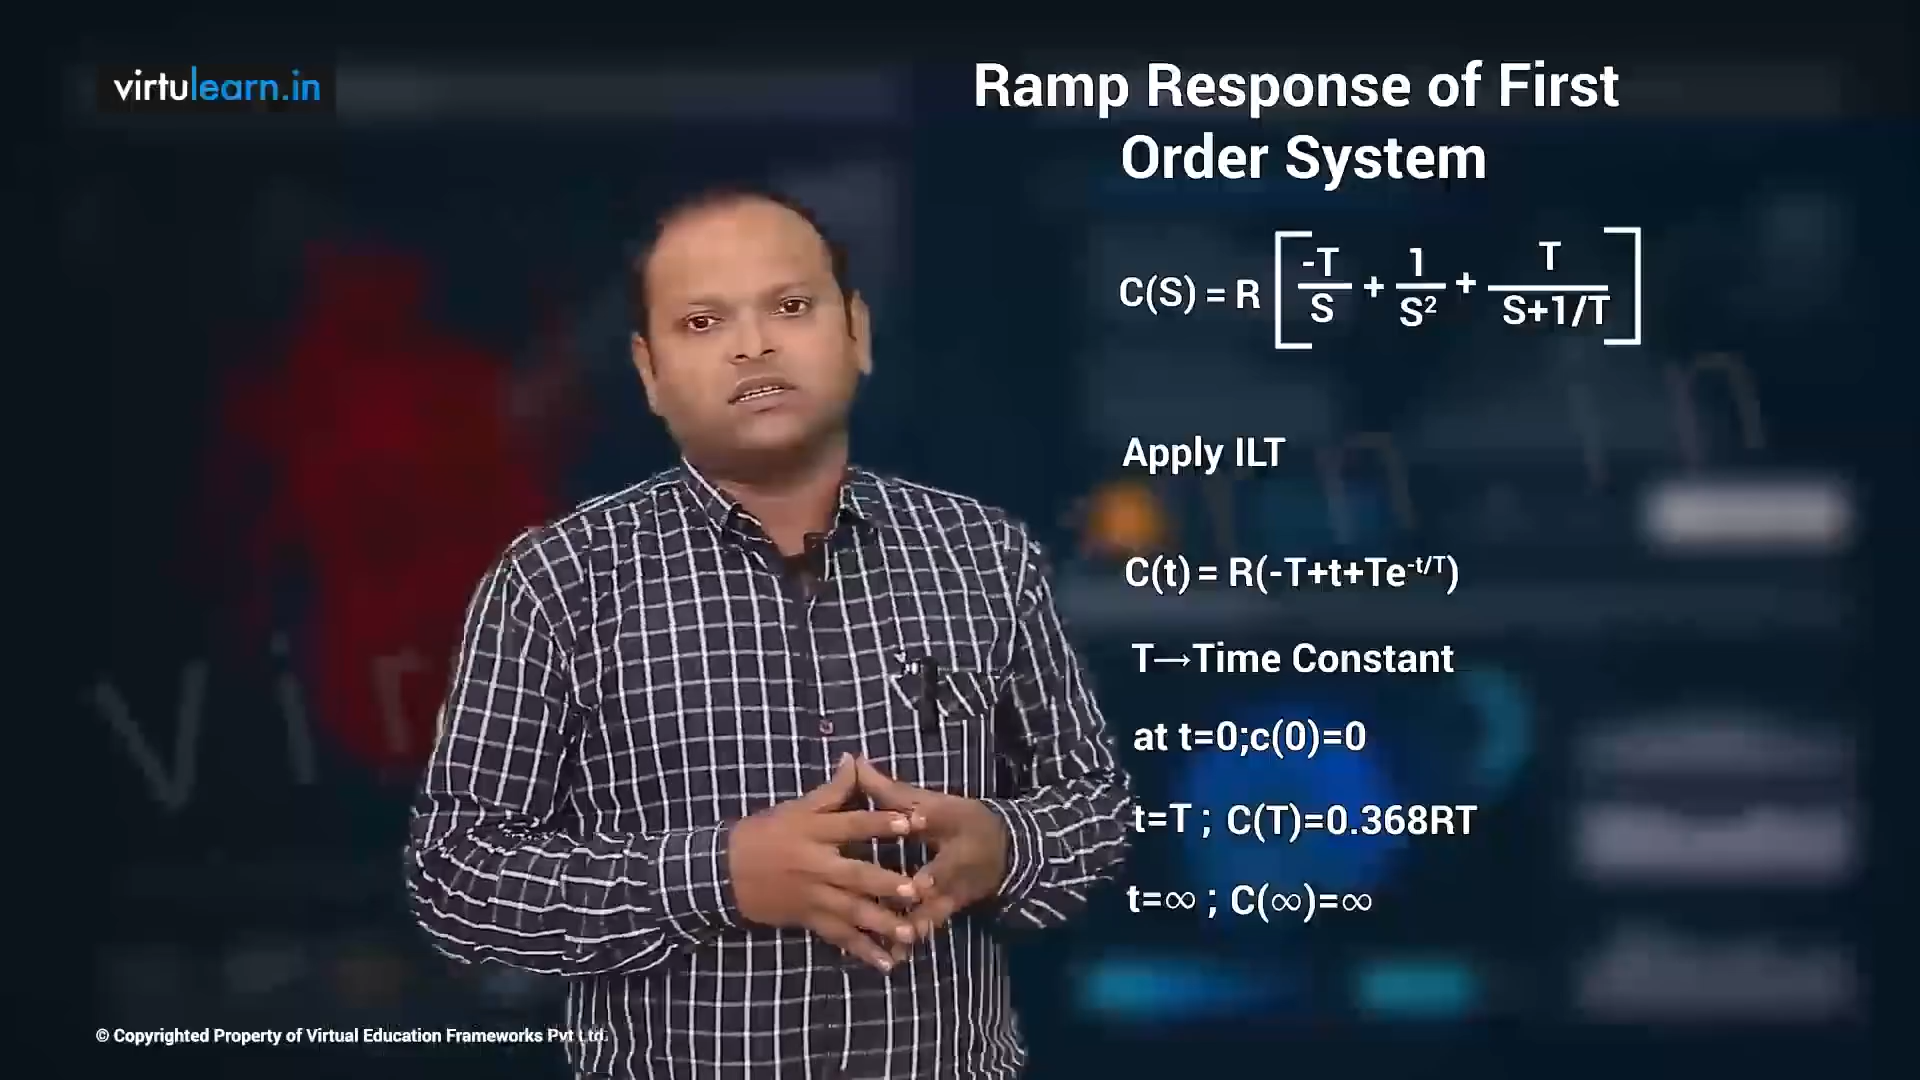 virtulearn.in
Ramp Response of First
Order System
C(S) = R [ -T/S + 1/S² + T/(S+1/T) ]
Apply ILT
C(t) = R(-T+t+Te^-t/T)
T→Time Constant
at t=0;c(0)=0
t=T ; C(T)=0.368RT
t=∞ ; C(∞)=∞
© Copyrighted Property of Virtual Education Frameworks Pvt Ltd.